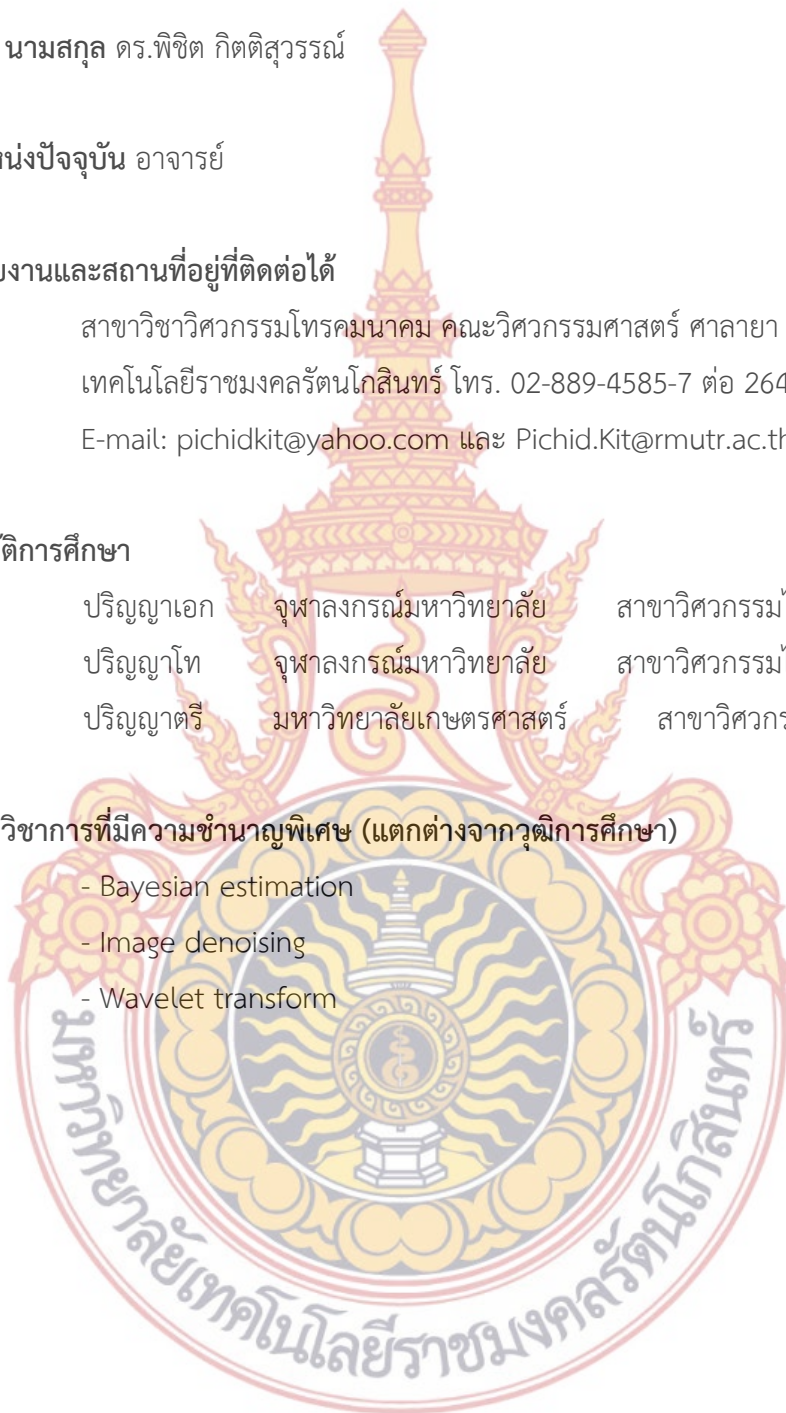 นามสกุล ดร.พิชิต กิตติสุวรรณ์
น่งปัจจุบัน อาจารย์
งานและสถานที่อยู่ที่ติดต่อได้
สาขาวิชาวิศวกรรมโทรคมนาคม คณะวิศวกรรมศาสตร์ ศาลายา
เทคโนโลยีราชมงคลรัตนโกสินทร์ โทร. 02-889-4585-7 ต่อ 264
E-mail: pichidkit@yahoo.com และ Pichid.Kit@rmutr.ac.th
ติการศึกษา
ปริญญาเอก จุฬาลงกรณ์มหาวิทยาลัย สาขาวิศวกรรม
ปริญญาโท จุฬาลงกรณ์มหาวิทยาลัย สาขาวิศวกรรม
ปริญญาตรี มหาวิทยาลัยเกษตรศาสตร์ สาขาวิศวก
วิชาการที่มีความชำนาญพิเศษ (แตกต่างจากวุฒิการศึกษา)
- Bayesian estimation
- Image denoising
- Wavelet transform
มหาวิทยาลัยเทคโนโลยีราชมงคลรัตนโกสินทร์